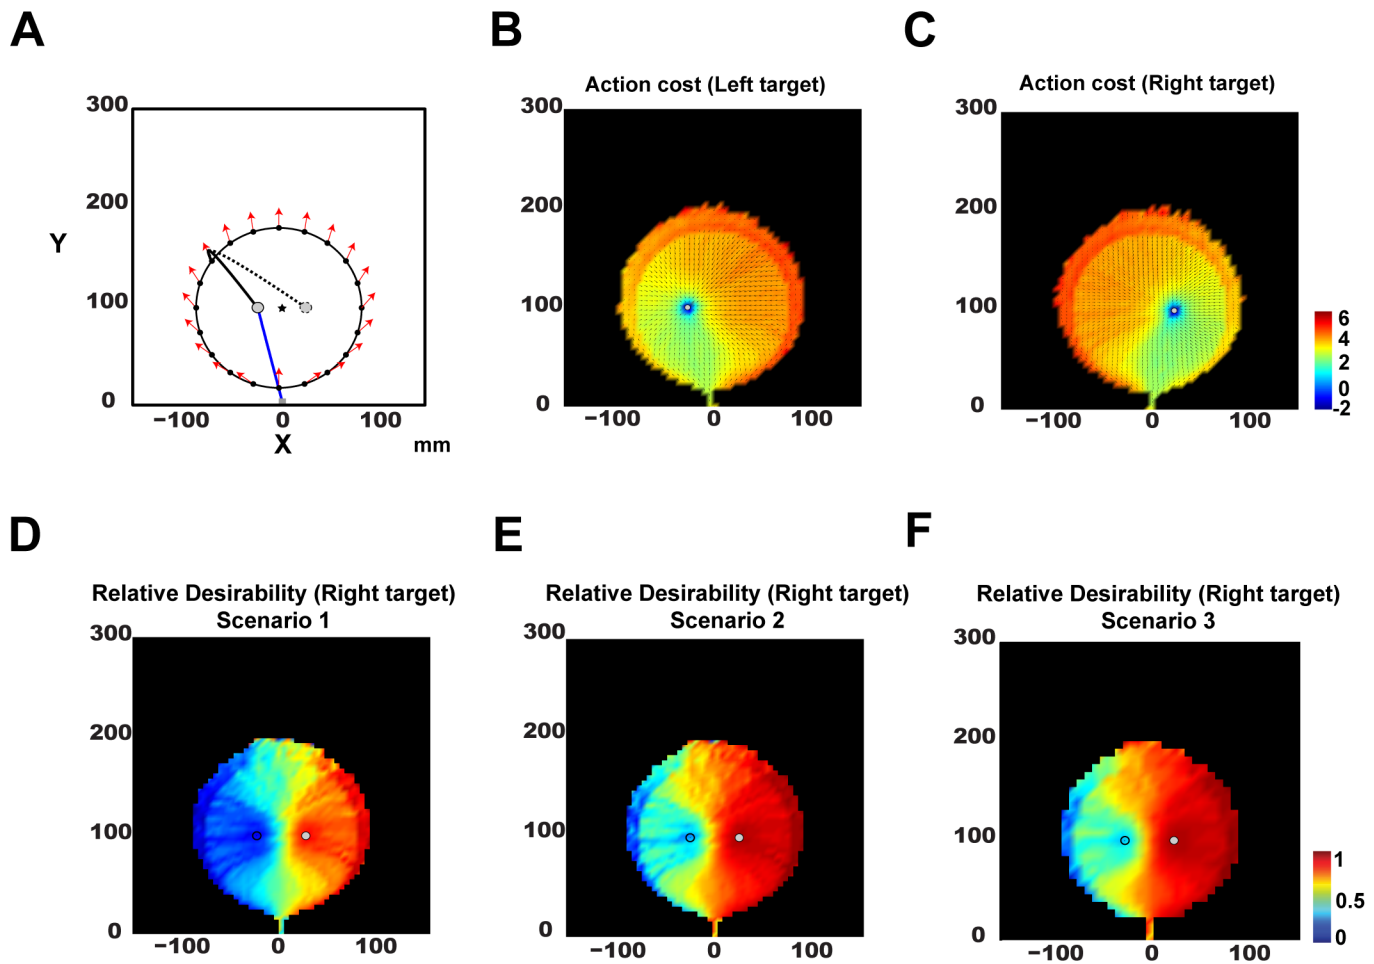 A
B
C
Action cost (Left target)
Action cost (Right target)
300
200
100
0
Y
−100
0
100
X
mm
300
200
100
0
−100
0
100
300
200
100
0
−100
0
100
6
4
2
0
-2
D
E
F
Relative Desirability (Right target)
Scenario 1
Relative Desirability (Right target)
Scenario 2
Relative Desirability (Right target)
Scenario 3
300
200
100
0
−100
0
100
300
200
100
0
−100
0
100
300
200
100
0
−100
0
100
1
0.5
0